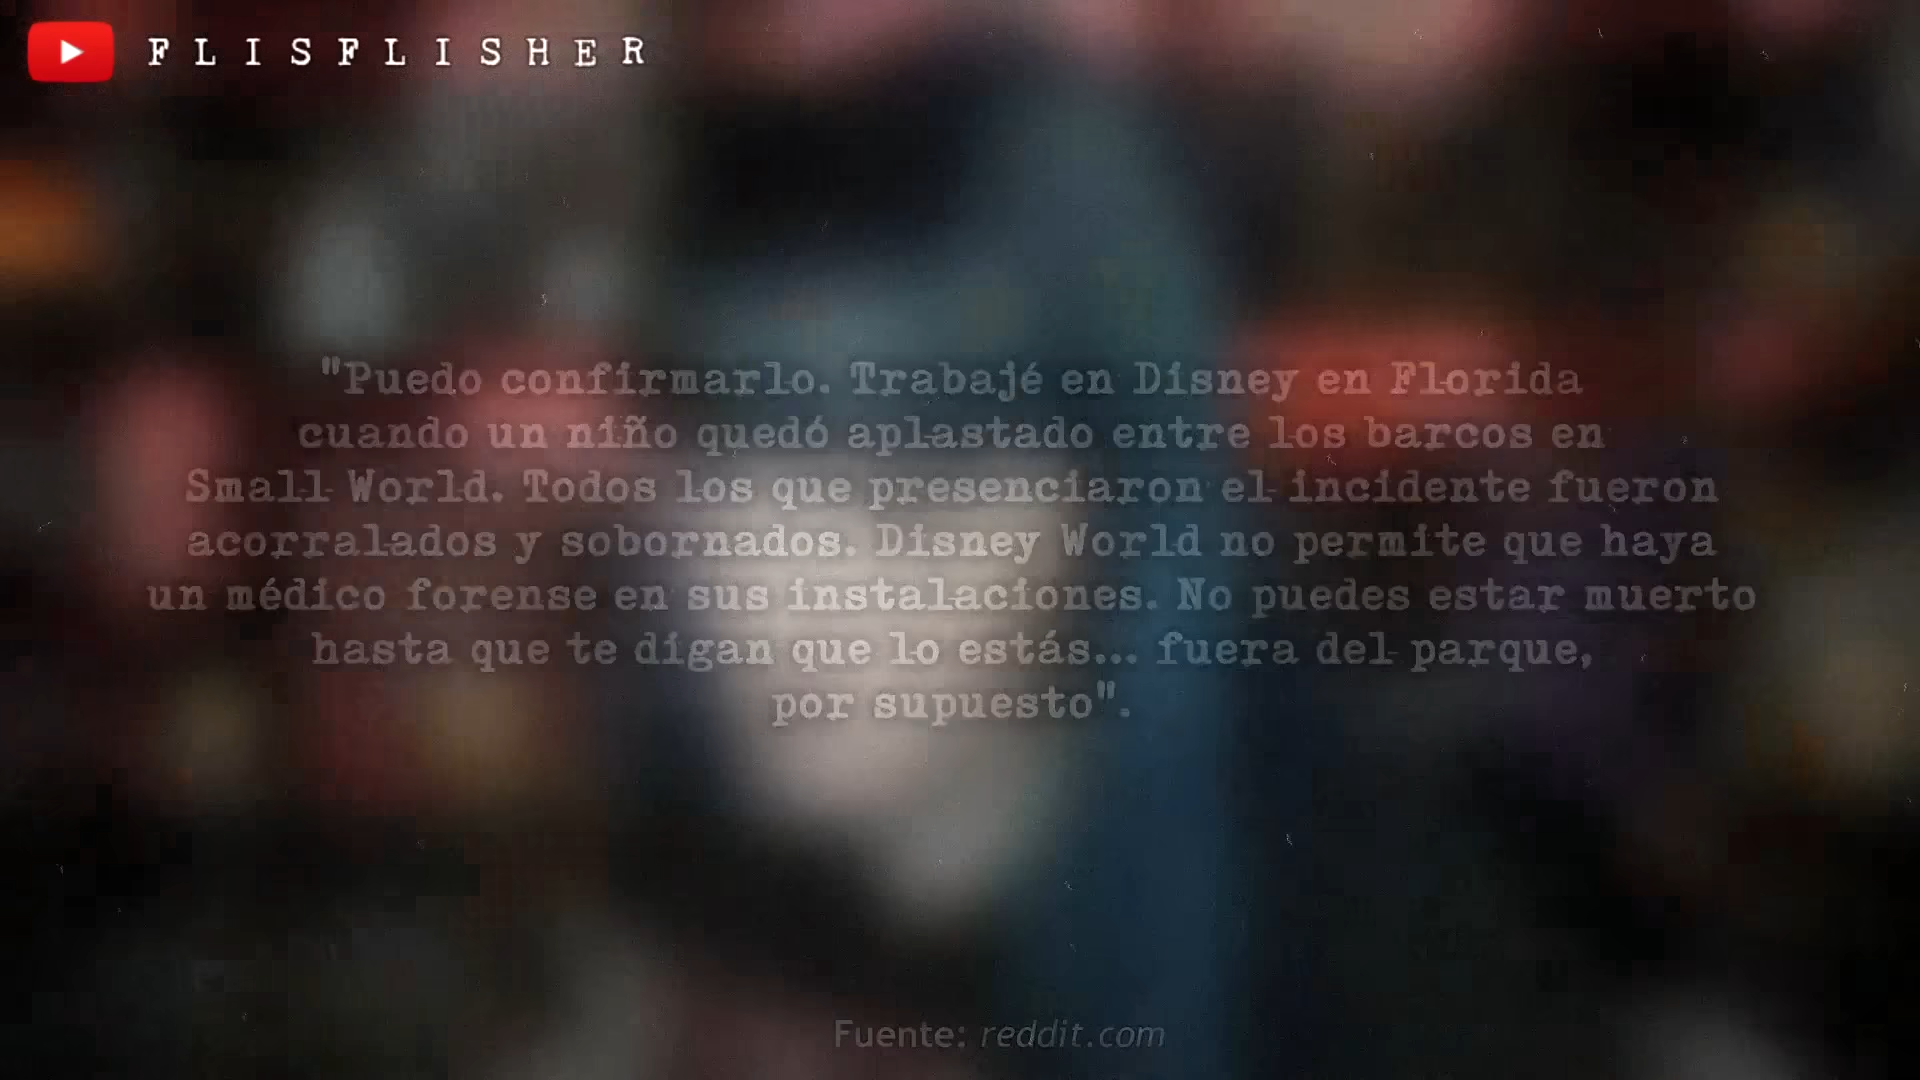 FLISFLISHER
"Puedo confirmarlo. Trabajé en Disney en Florida
cuando un niño quedó aplastado entre los barcos en
Small World. Todos los que presenciaron el incidente fueron
acorralados y sobornados. Disney World no permite que haya
un médico forense en sus instalaciones. No puedes estar muerto
hasta que te digan que lo estás... fuera del parque,
por supuesto".
Fuente: reddit.com